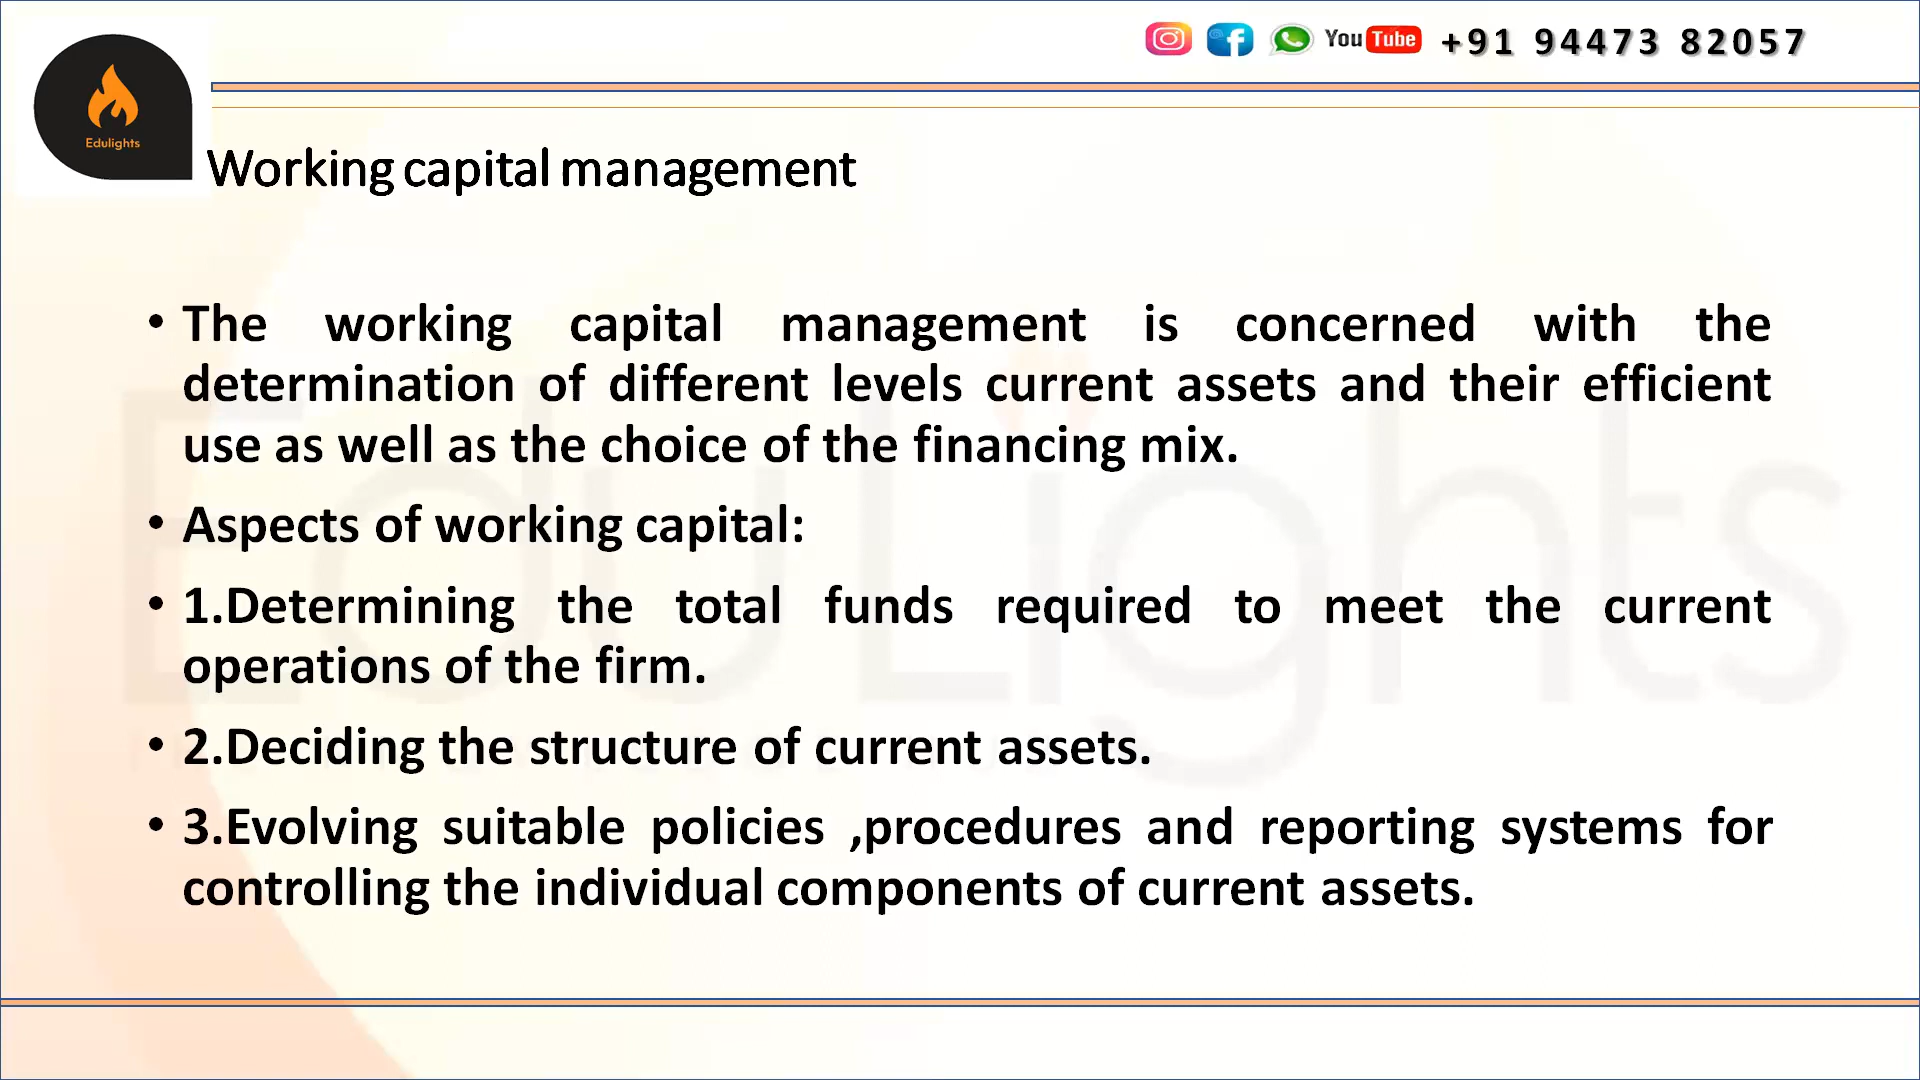 You Tube +91 94473 82057
Edulights
Working capital management
• The working capital management is concerned with the
determination of different levels current assets and their efficient
use as well as the choice of the financing mix.
• Aspects of working capital:
• 1.Determining the total funds required to meet the current
operations of the firm.
• 2.Deciding the structure of current assets.
• 3.Evolving suitable policies ,procedures and reporting systems for
controlling the individual components of current assets.
EduLights